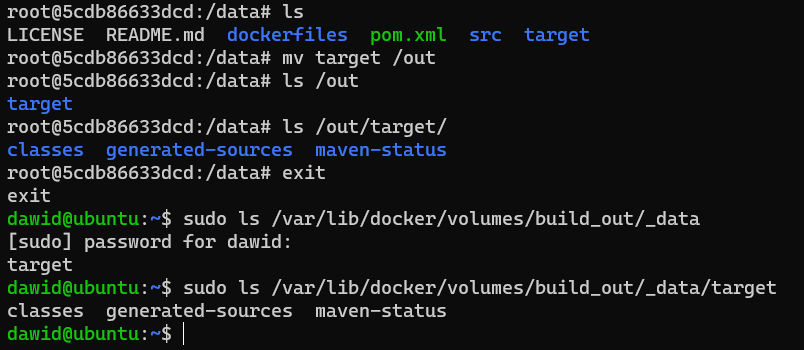 root@5cdb86633dcd:/data# ls
LICENSE  README.md  dockerfiles  pom.xml  src  target
root@5cdb86633dcd:/data# mv target /out
root@5cdb86633dcd:/data# ls /out
target
root@5cdb86633dcd:/data# ls /out/target/
classes  generated-sources  maven-status
root@5cdb86633dcd:/data# exit
exit
dawid@ubuntu:~$ sudo ls /var/lib/docker/volumes/build_out/_data
[sudo] password for dawid:
target
dawid@ubuntu:~$ sudo ls /var/lib/docker/volumes/build_out/_data/target
classes  generated-sources  maven-status
dawid@ubuntu:~$